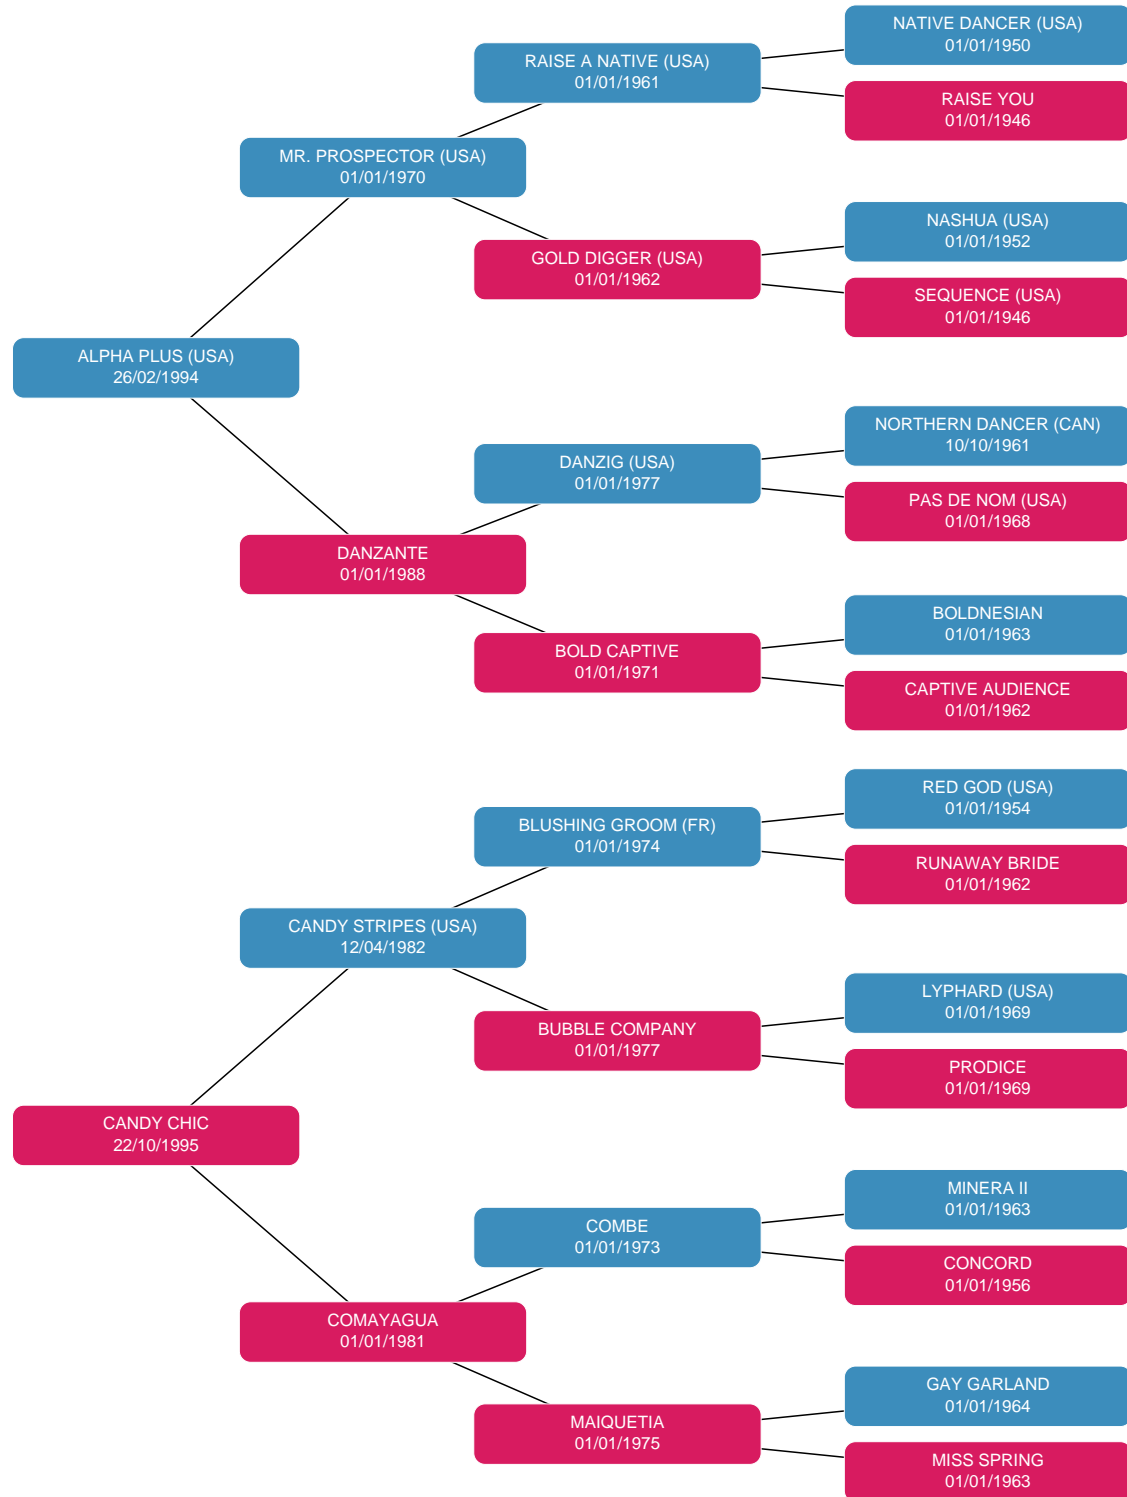 NATIVE DANCER (USA)
01/01/1950
RAISE A NATIVE (USA)
01/01/1961
RAISE YOU
01/01/1946
MR. PROSPECTOR (USA)
01/01/1970
NASHUA (USA)
01/01/1952
GOLD DIGGER (USA)
01/01/1962
SEQUENCE (USA)
01/01/1946
ALPHA PLUS (USA)
26/02/1994
NORTHERN DANCER (CAN)
10/10/1961
DANZIG (USA)
01/01/1977
PAS DE NOM (USA)
01/01/1968
DANZANTE
01/01/1988
BOLDNESIAN
01/01/1963
BOLD CAPTIVE
01/01/1971
CAPTIVE AUDIENCE
01/01/1962
RED GOD (USA)
01/01/1954
BLUSHING GROOM (FR)
01/01/1974
RUNAWAY BRIDE
01/01/1962
CANDY STRIPES (USA)
12/04/1982
LYPHARD (USA)
01/01/1969
BUBBLE COMPANY
01/01/1977
PRODICE
01/01/1969
CANDY CHIC
22/10/1995
MINERA II
01/01/1963
COMBE
01/01/1973
CONCORD
01/01/1956
COMAYAGUA
01/01/1981
GAY GARLAND
01/01/1964
MAIQUETIA
01/01/1975
MISS SPRING
01/01/1963